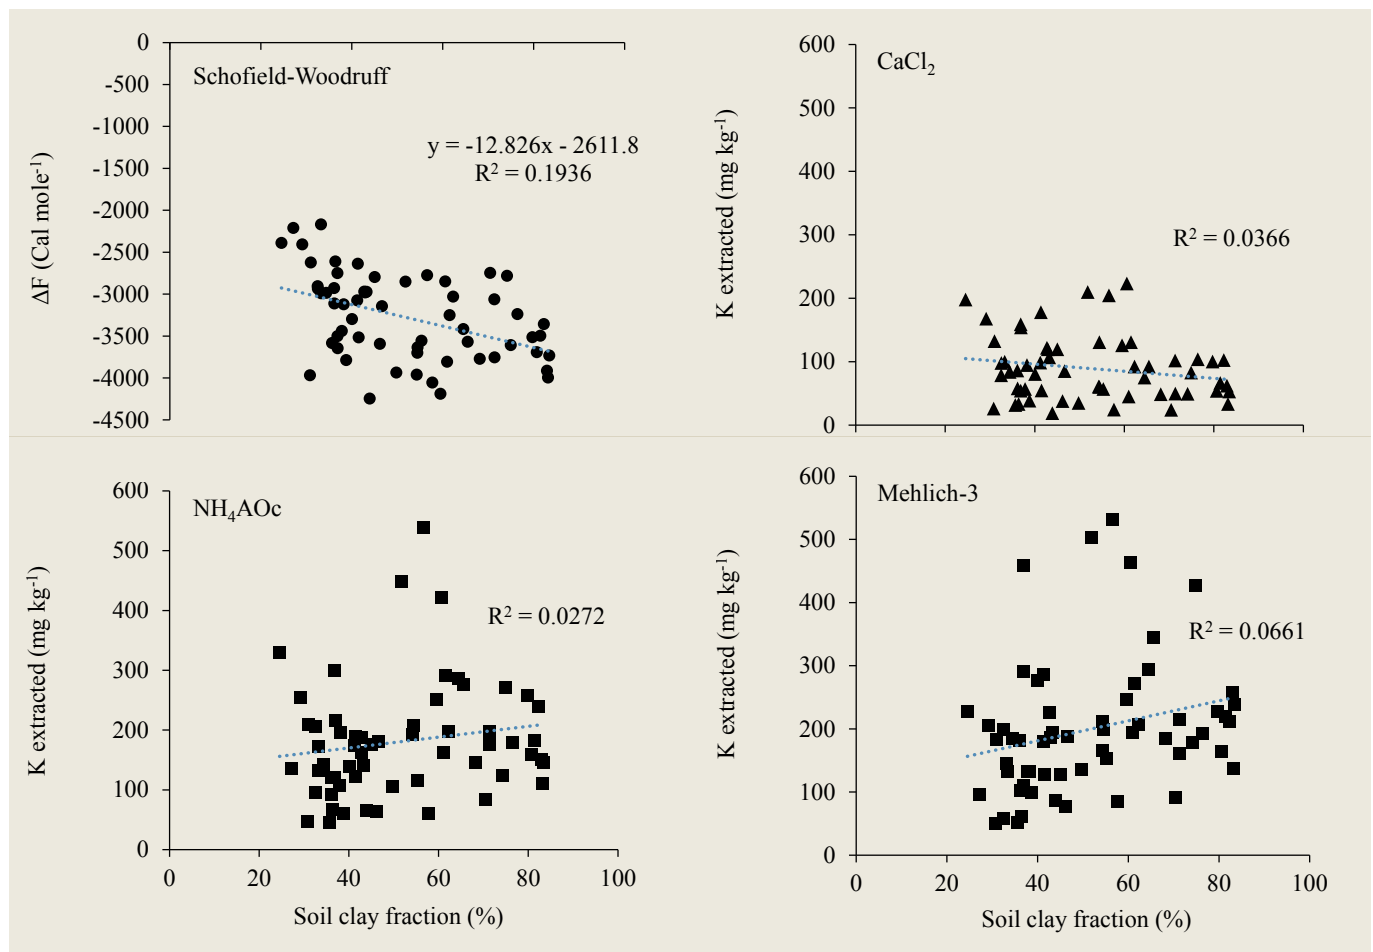 0
-500
-1000
-1500
-2000
-2500
-3000
-3500
-4000
-4500
ΔF (Cal mole⁻¹)
Schofield-Woodruff
y = -12.826x - 2611.8
R² = 0.1936
600
500
400
300
200
100
0
K extracted (mg kg⁻¹)
CaCl₂
R² = 0.0366
600
500
400
300
200
100
0
K extracted (mg kg⁻¹)
NH₄AOc
R² = 0.0272
0 20 40 60 80 100
Soil clay fraction (%)
600
500
400
300
200
100
0
K extracted (mg kg⁻¹)
Mehlich-3
R² = 0.0661
0 20 40 60 80 100
Soil clay fraction (%)